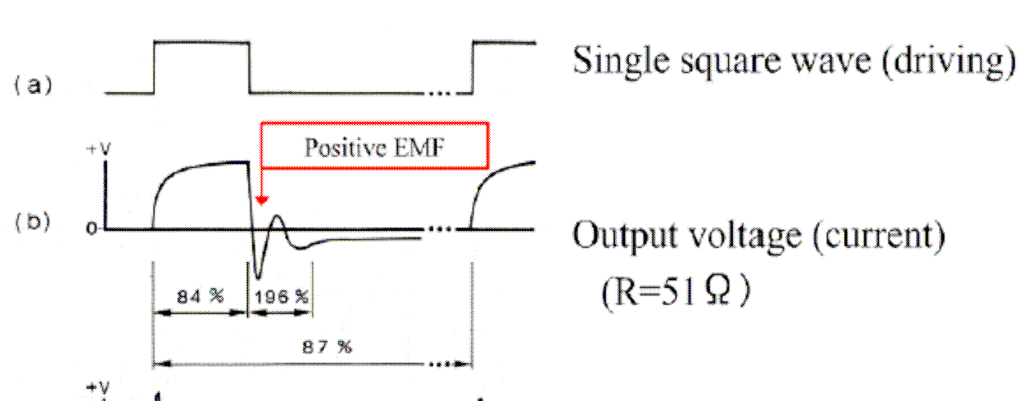 (a)
Single square wave (driving)
+V
Positive EMF
(b)
0
Output voltage (current)
(R=51Ω)
84 %
196 %
87 %
+V